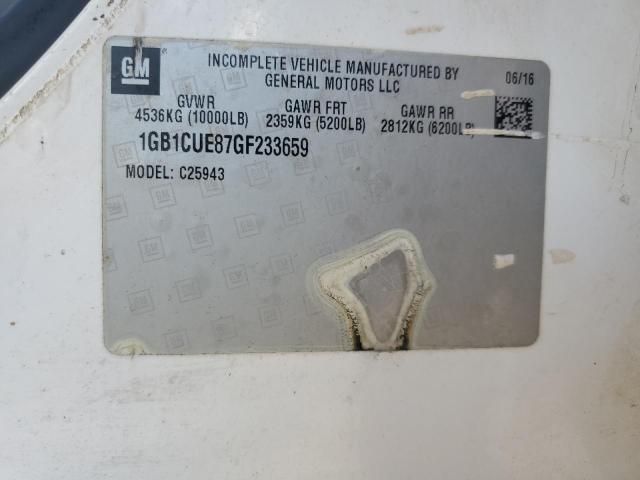 GM
INCOMPLETE VEHICLE MANUFACTURED BY
GENERAL MOTORS LLC
06/16
GVWR GAWR FRT GAWR RR
4536KG (10000LB) 2359KG (5200LB) 2812KG (6200LB)
1GB1CUE87GF233659
MODEL: C25943